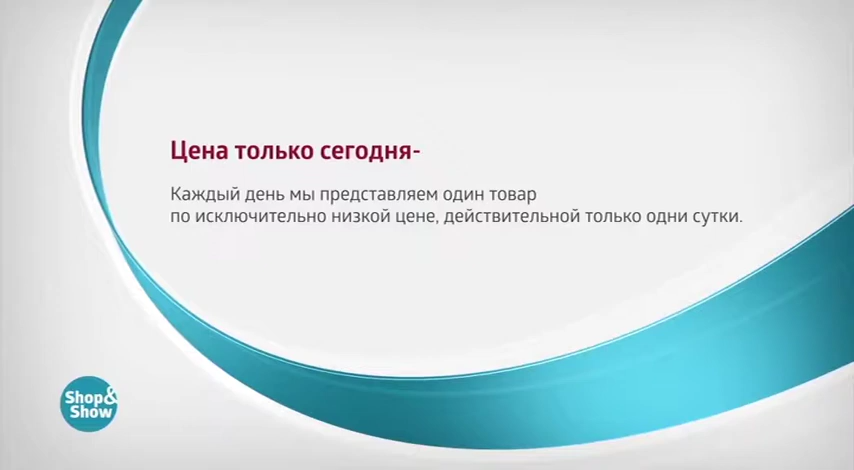 Цена только сегодня-
Каждый день мы представляем один товар
по исключительно низкой цене, действительной только одни сутки.
Shop&
Show